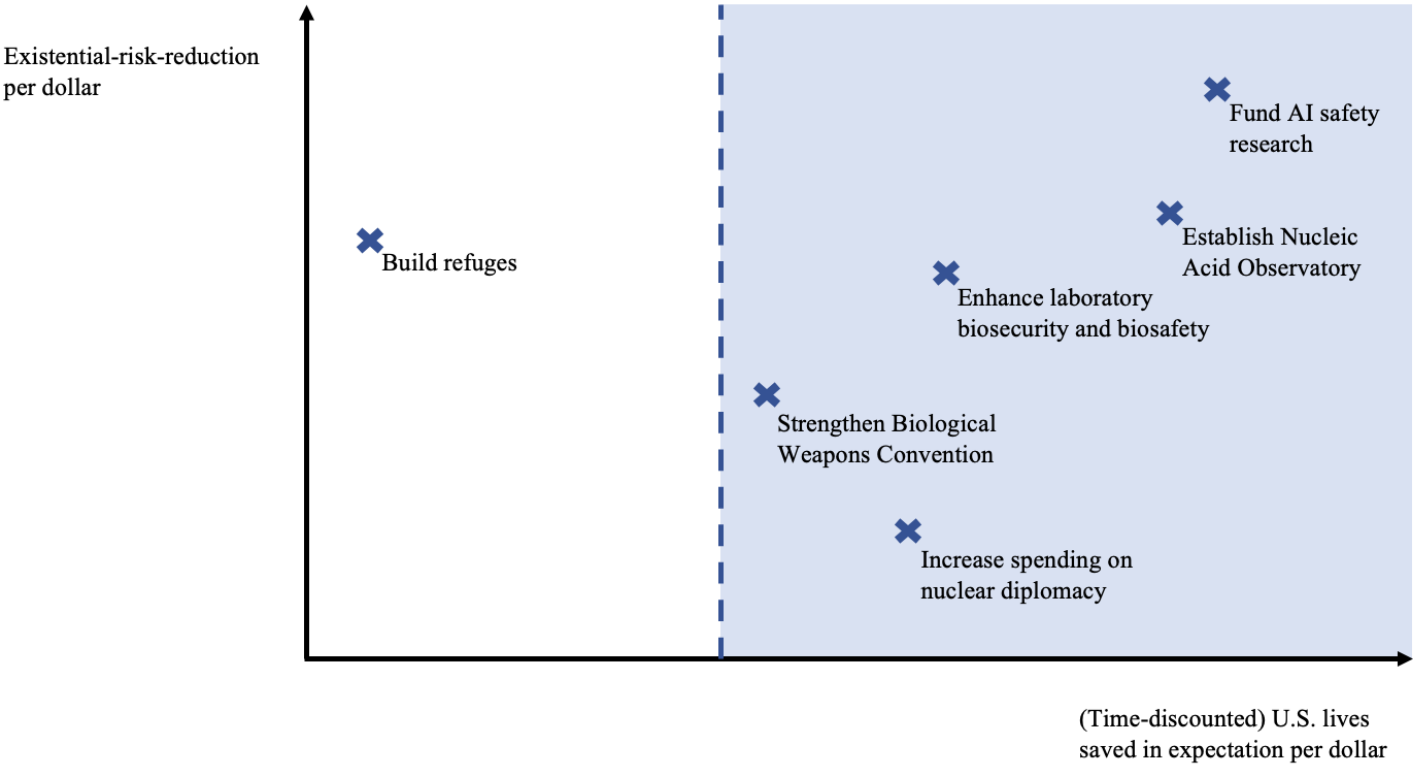 Existential-risk-reduction
per dollar
Fund AI safety
research
Establish Nucleic
Acid Observatory
Build refuges
Enhance laboratory
biosecurity and biosafety
Strengthen Biological
Weapons Convention
Increase spending on
nuclear diplomacy
(Time-discounted) U.S. lives
saved in expectation per dollar